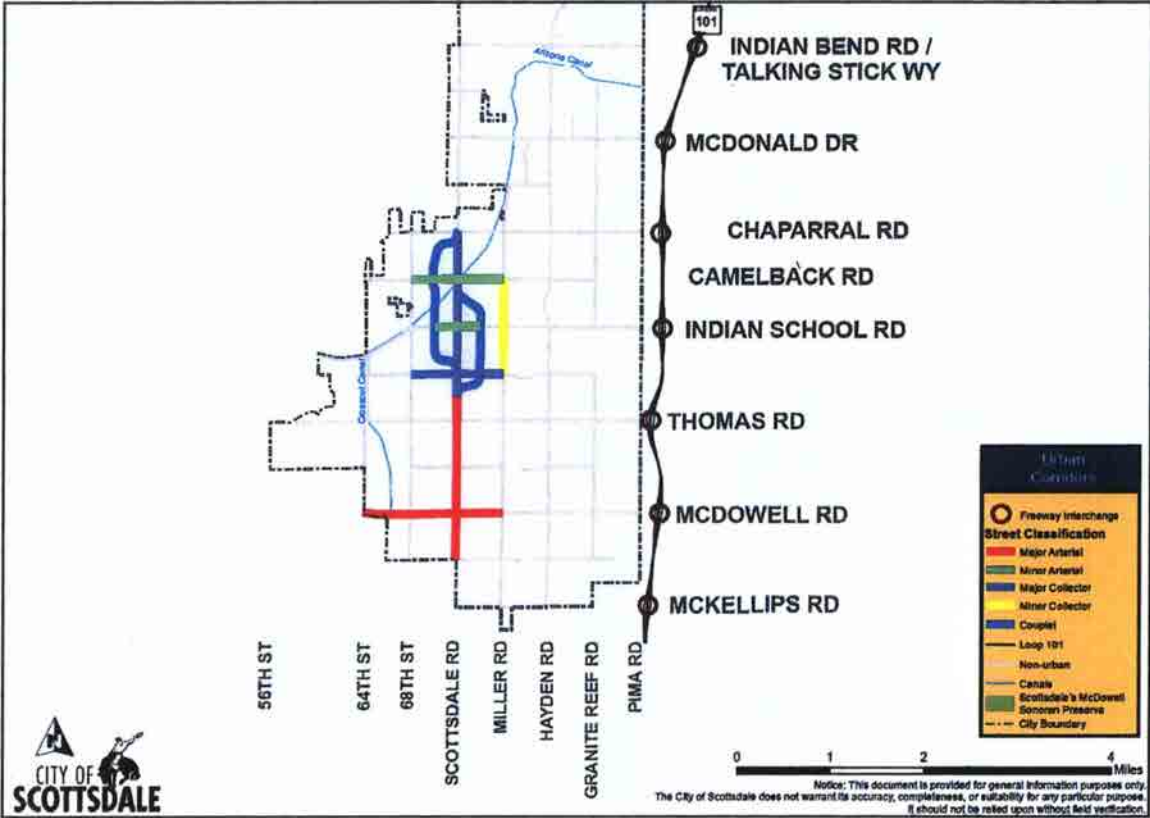 101
INDIAN BEND RD /
TALKING STICK WY
Arizona Canal
MCDONALD DR
CHAPARRAL RD
CAMELBACK RD
INDIAN SCHOOL RD
Crosscut Canal
THOMAS RD
MCDOWELL RD
MCKELLIPS RD
56TH ST
64TH ST
68TH ST
SCOTTSDALE RD
MILLER RD
HAYDEN RD
GRANITE REEF RD
PIMA RD
Urban
Corridors
Freeway Interchange
Street Classification
Major Arterial
Minor Arterial
Major Collector
Minor Collector
Couplet
Loop 101
Non-urban
Canals
Scottsdale's McDowell
Sonoran Preserve
City Boundary
0 1 2 4
Miles
Notice: This document is provided for general information purposes only.
The City of Scottsdale does not warrant its accuracy, completeness, or suitability for any particular purpose.
It should not be relied upon without field verification.
CITY OF
SCOTTSDALE